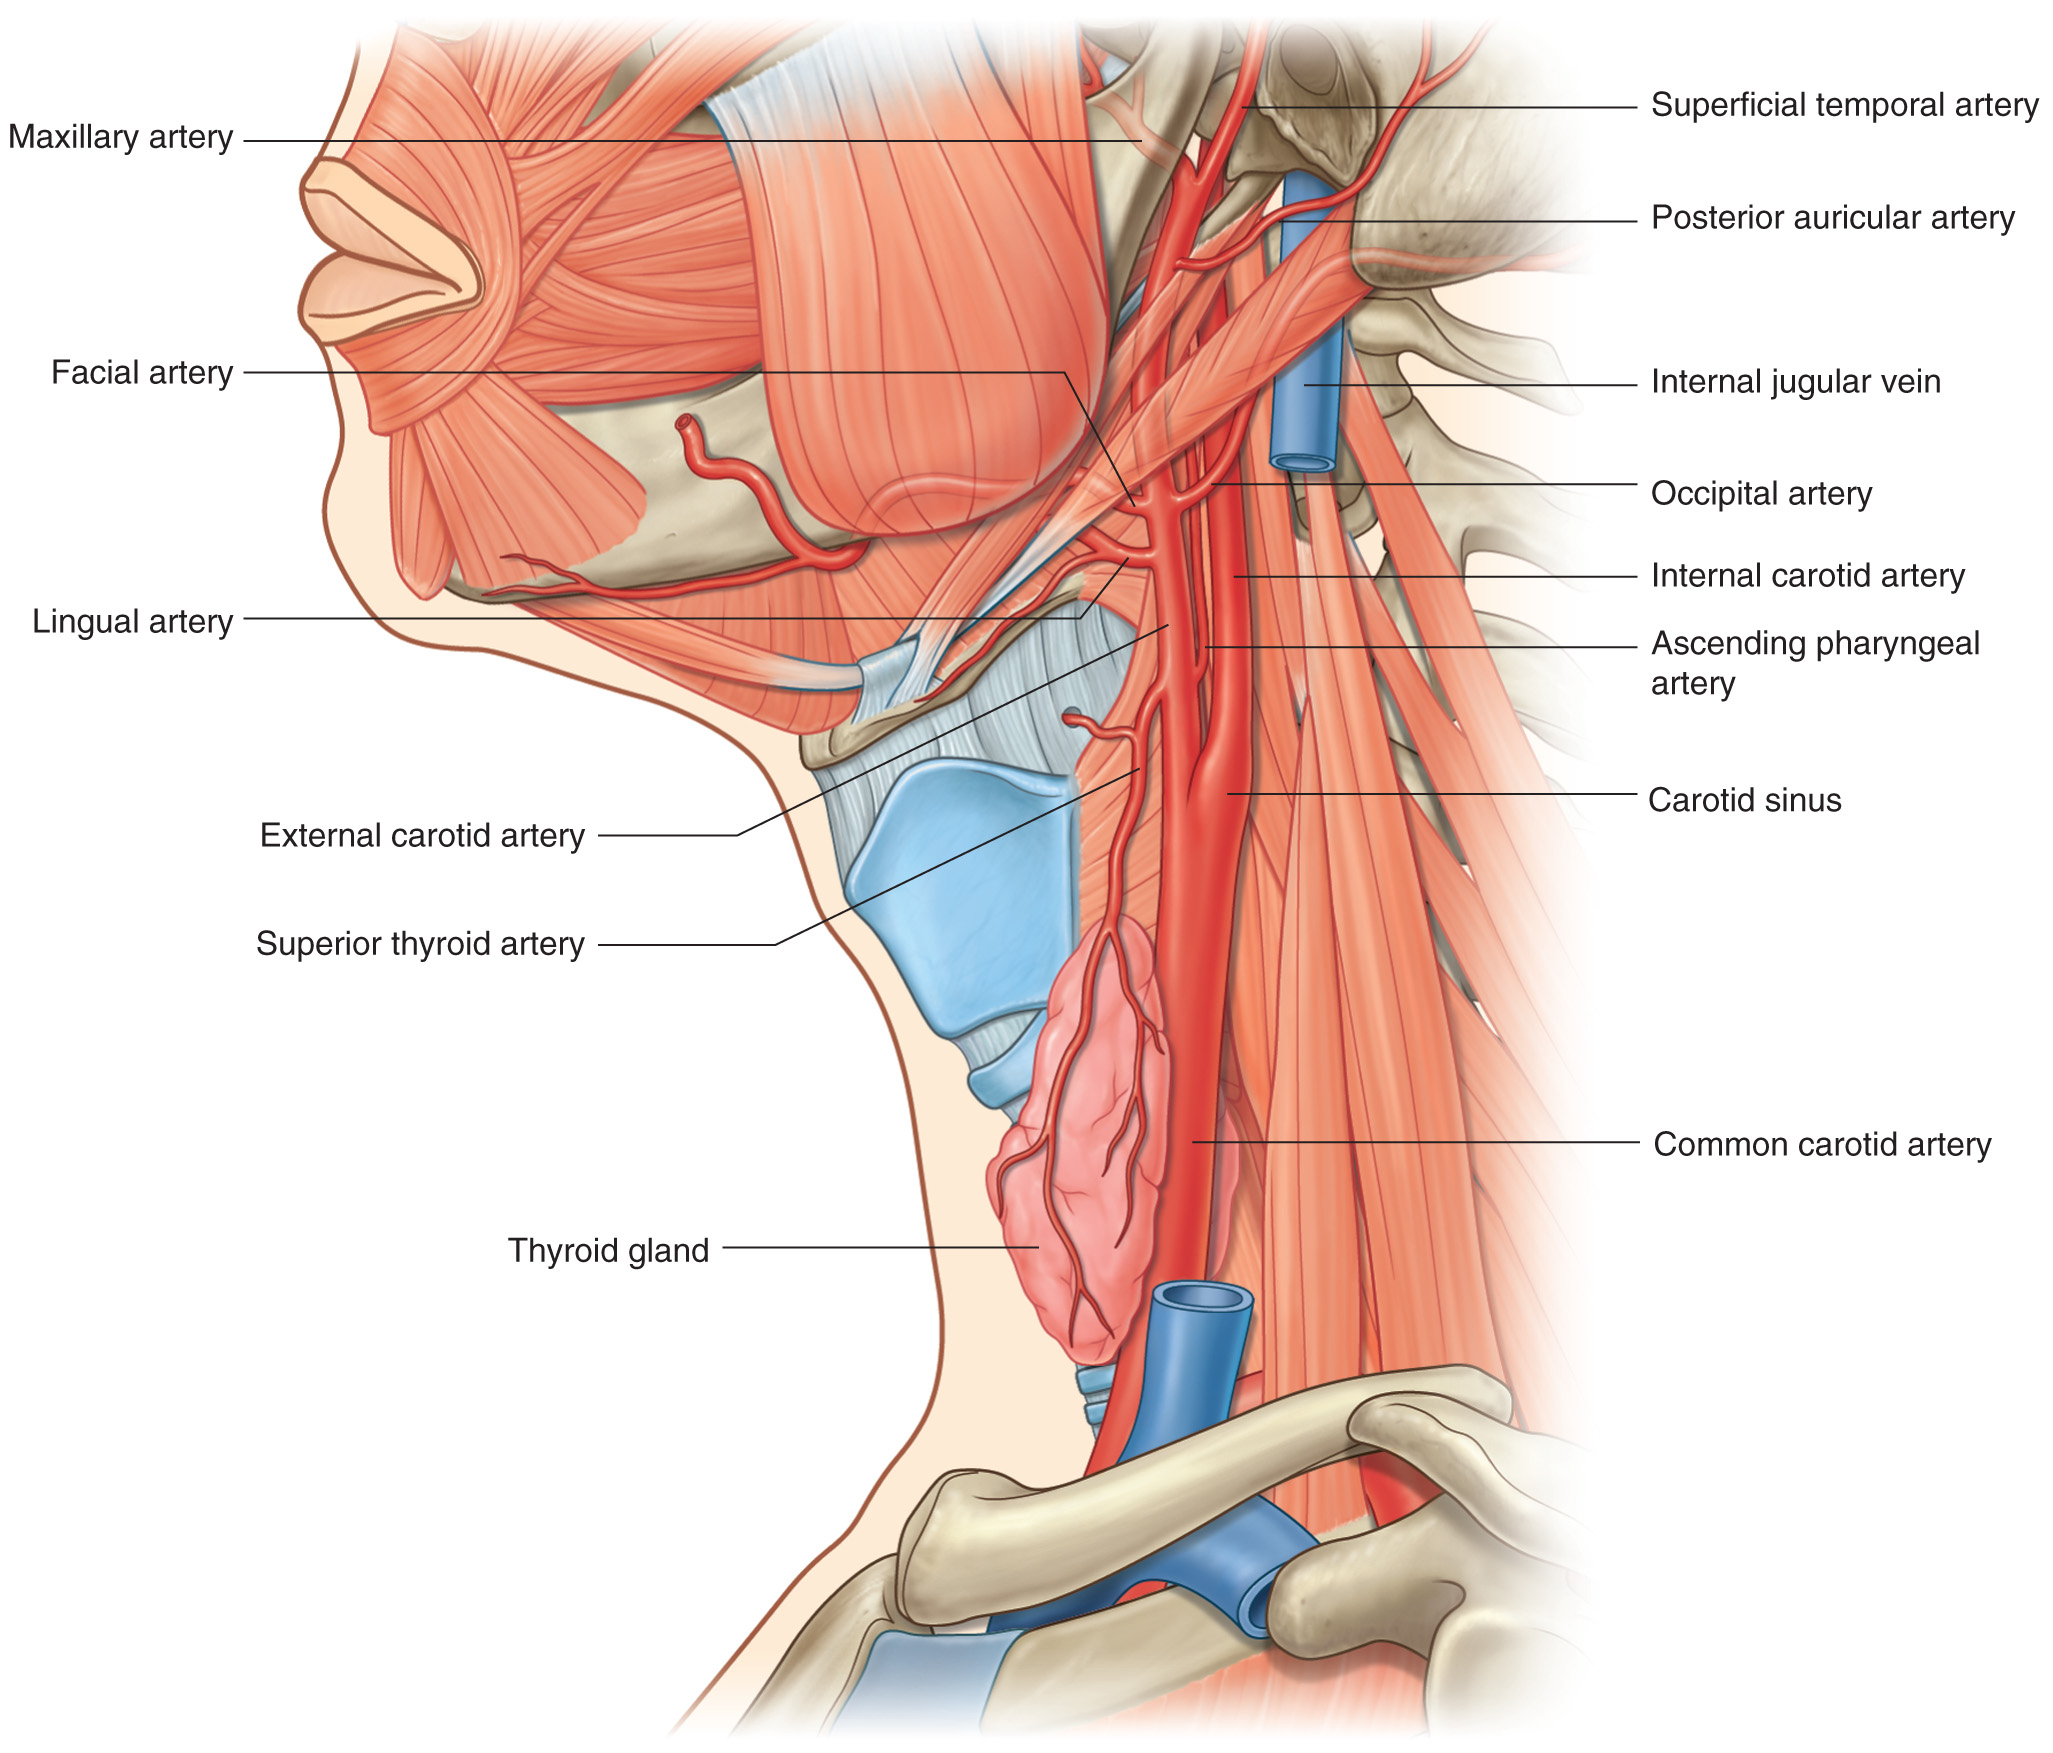 Maxillary artery
Facial artery
Lingual artery
External carotid artery
Superior thyroid artery
Thyroid gland
Superficial temporal artery
Posterior auricular artery
Internal jugular vein
Occipital artery
Internal carotid artery
Ascending pharyngeal
artery
Carotid sinus
Common carotid artery